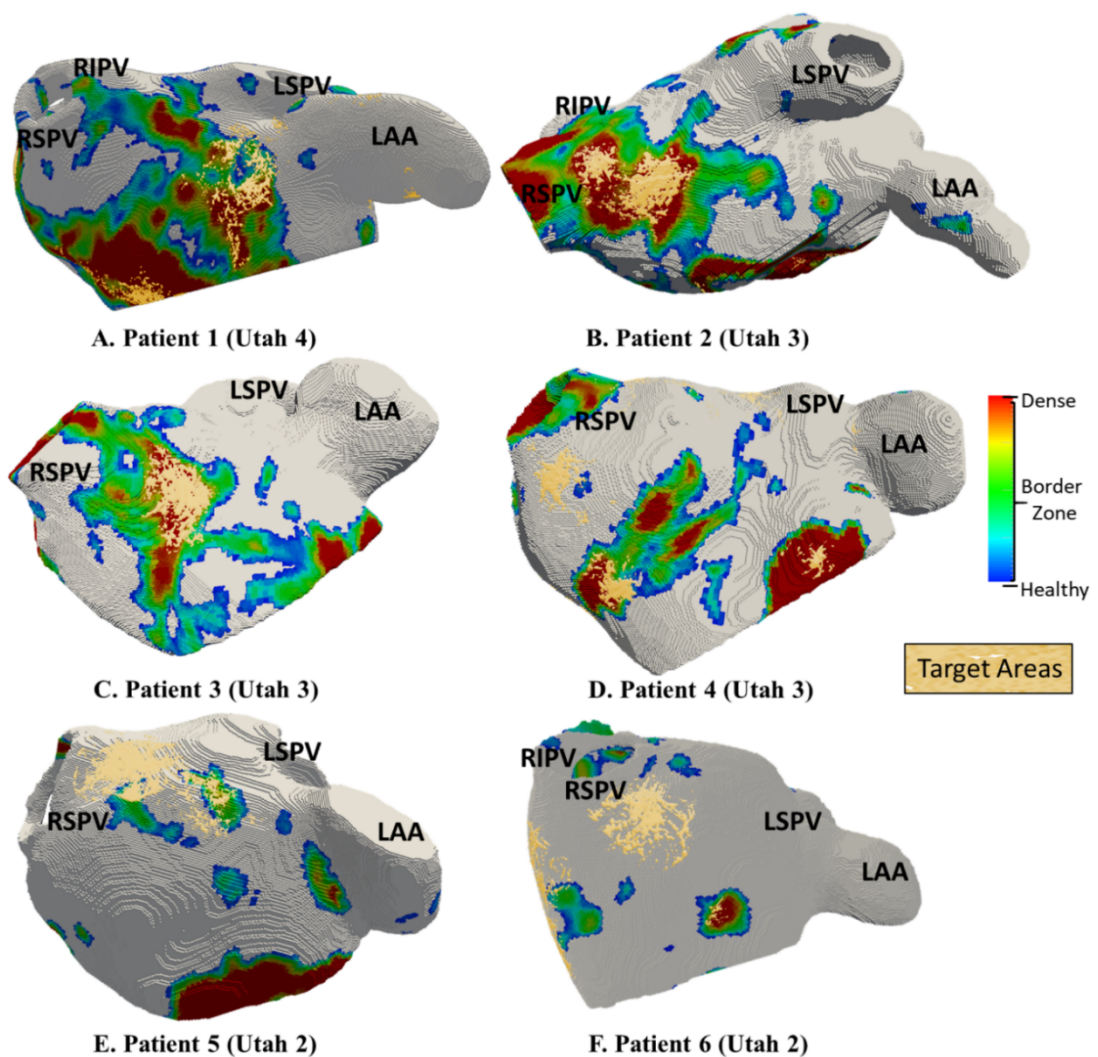 RIPV
LSPV
RSPV
LAA
A. Patient 1 (Utah 4)
LSPV
RIPV
RSPV
LAA
B. Patient 2 (Utah 3)
LSPV
LAA
RSPV
C. Patient 3 (Utah 3)
LSPV
RSPV
LAA
D. Patient 4 (Utah 3)
Dense
Border
Zone
Healthy
Target Areas
LSPV
RSPV
LAA
E. Patient 5 (Utah 2)
RIPV
RSPV
LSPV
LAA
F. Patient 6 (Utah 2)